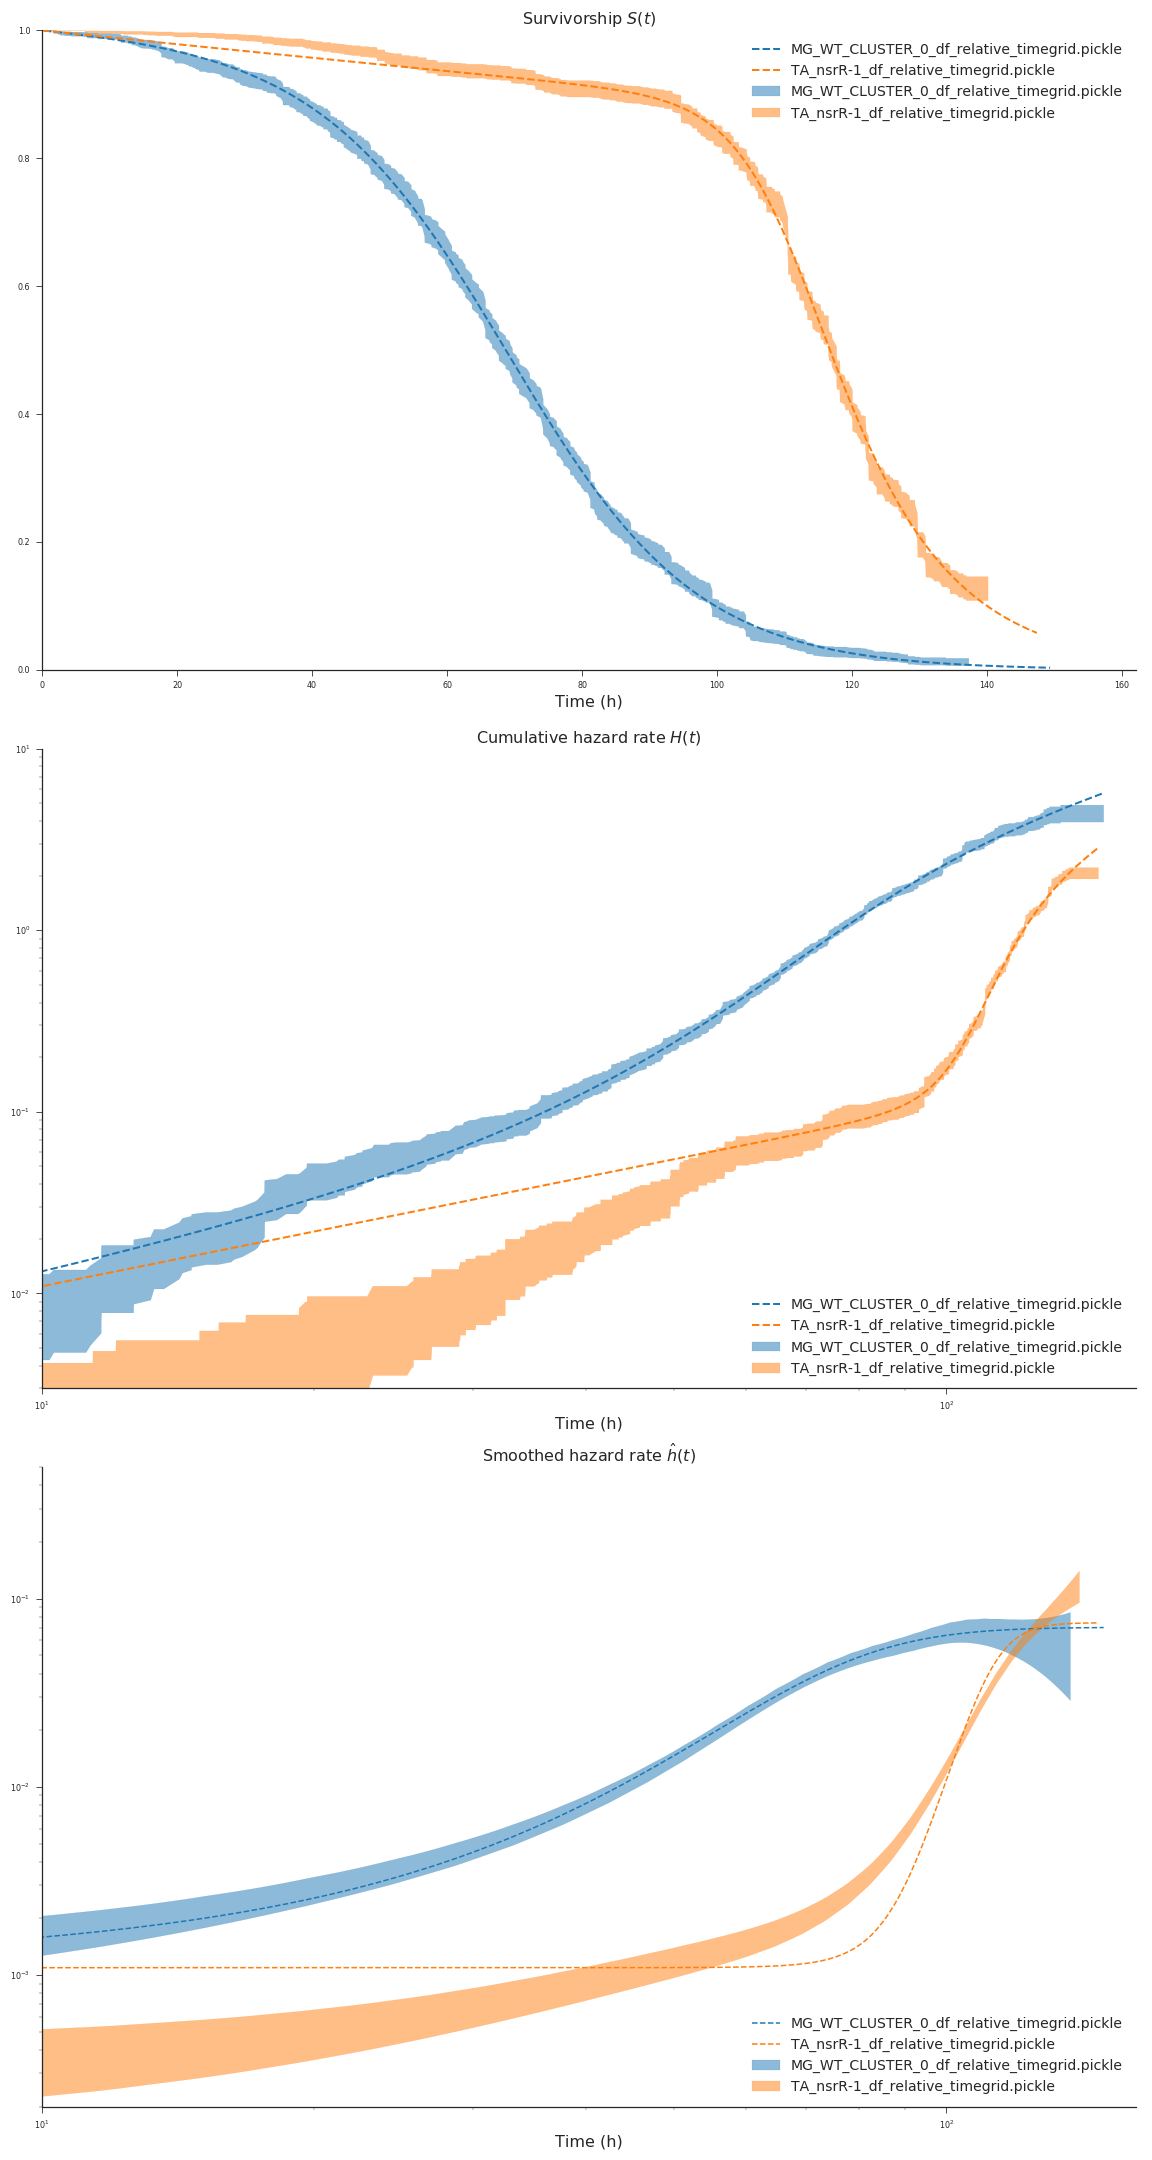 Survivorship S(t)
1.0
0.8
0.6
0.4
0.2
0.0
MG_WT_CLUSTER_0_df_relative_timegrid.pickle
TA_nsrR-1_df_relative_timegrid.pickle
MG_WT_CLUSTER_0_df_relative_timegrid.pickle
TA_nsrR-1_df_relative_timegrid.pickle
0 20 40 60 80 100 120 140 160
Time (h)
Cumulative hazard rate H(t)
10¹
10⁰
10⁻¹
10⁻²
MG_WT_CLUSTER_0_df_relative_timegrid.pickle
TA_nsrR-1_df_relative_timegrid.pickle
MG_WT_CLUSTER_0_df_relative_timegrid.pickle
TA_nsrR-1_df_relative_timegrid.pickle
10¹ 10²
Time (h)
Smoothed hazard rate ĥ(t)
10⁻¹
10⁻²
10⁻³
MG_WT_CLUSTER_0_df_relative_timegrid.pickle
TA_nsrR-1_df_relative_timegrid.pickle
MG_WT_CLUSTER_0_df_relative_timegrid.pickle
TA_nsrR-1_df_relative_timegrid.pickle
10¹ 10²
Time (h)